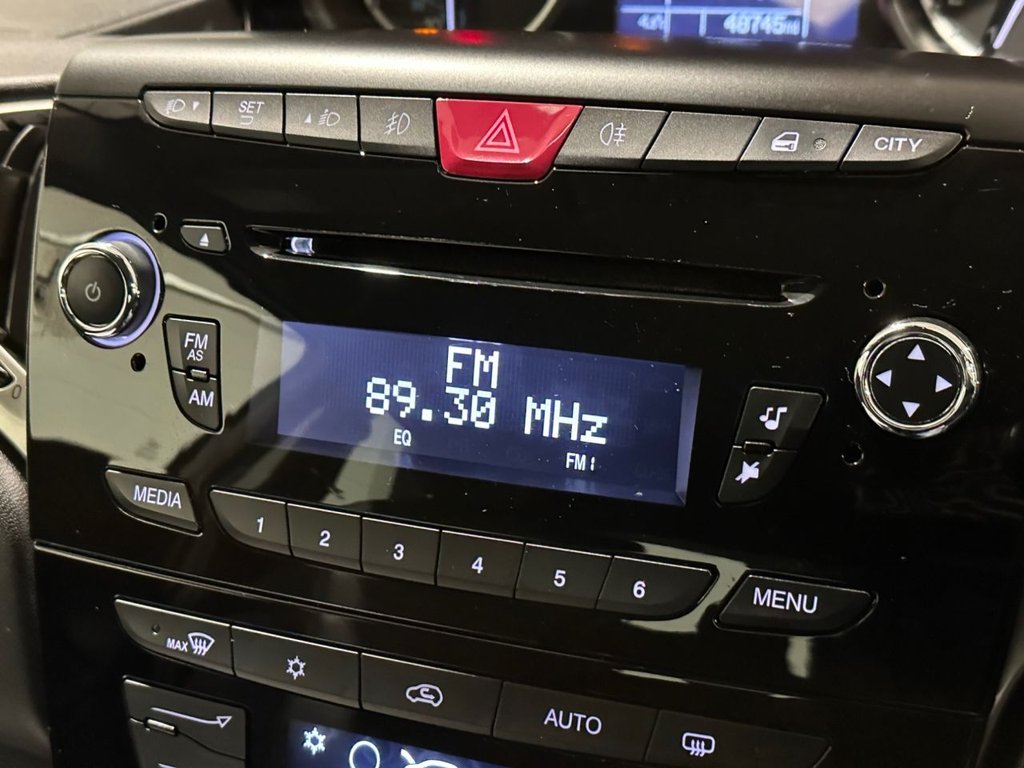 48745mi
SET
CITY
FM
AS
AM
FM
89.30 MHz
EQ
FM1
MEDIA
1 2 3 4 5 6
MENU
MAX
AUTO